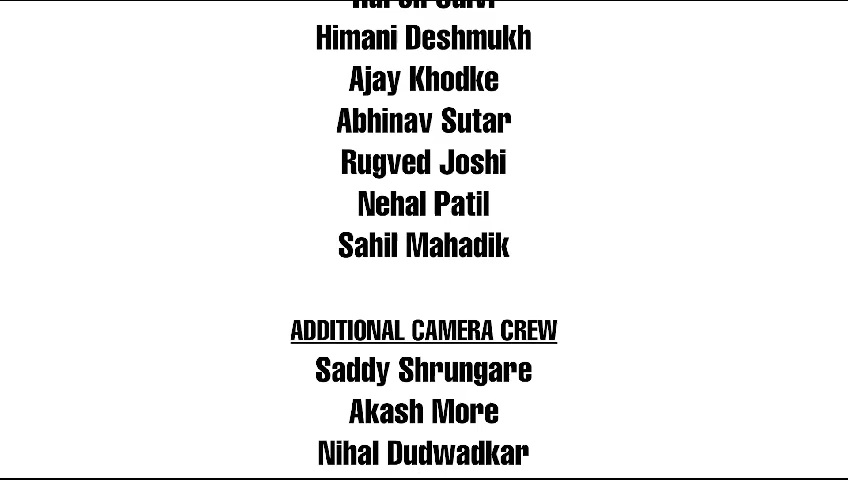 Himani Deshmukh
Ajay Khodke
Abhinav Sutar
Rugved Joshi
Nehal Patil
Sahil Mahadik
ADDITIONAL CAMERA CREW
Saddy Shrungare
Akash More
Nihal Dudwadkar